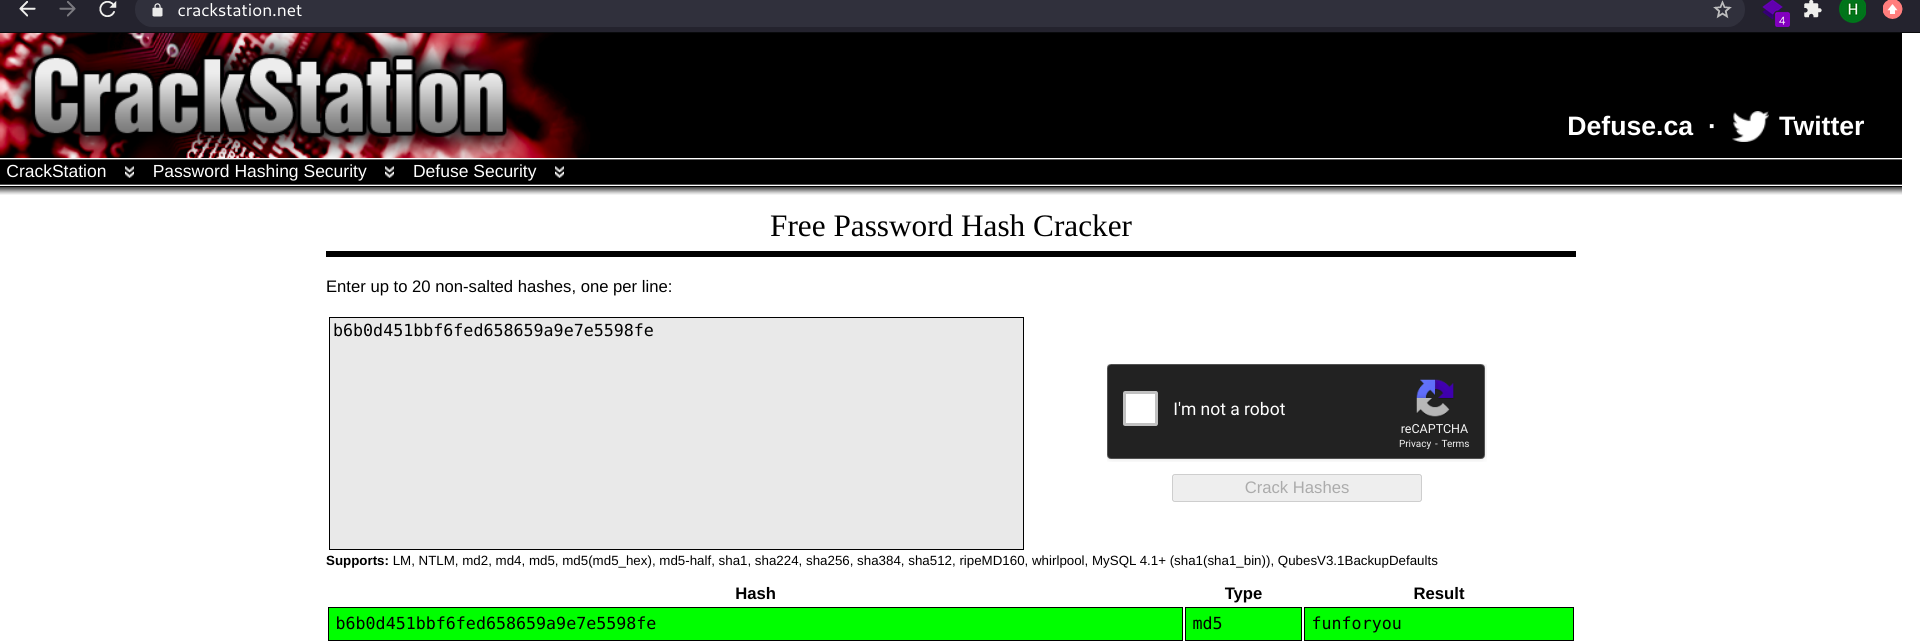 crackstation.net
4
H
CrackStation
Defuse.ca · Twitter
CrackStation Password Hashing Security Defuse Security
Free Password Hash Cracker
Enter up to 20 non-salted hashes, one per line:
b6b0d451bbf6fed658659a9e7e5598fe
I'm not a robot
reCAPTCHA
Privacy - Terms
Crack Hashes
Supports: LM, NTLM, md2, md4, md5, md5(md5_hex), md5-half, sha1, sha224, sha256, sha384, sha512, ripeMD160, whirlpool, MySQL 4.1+ (sha1(sha1_bin)), QubesV3.1BackupDefaults
Hash Type Result
b6b0d451bbf6fed658659a9e7e5598fe md5 funforyou